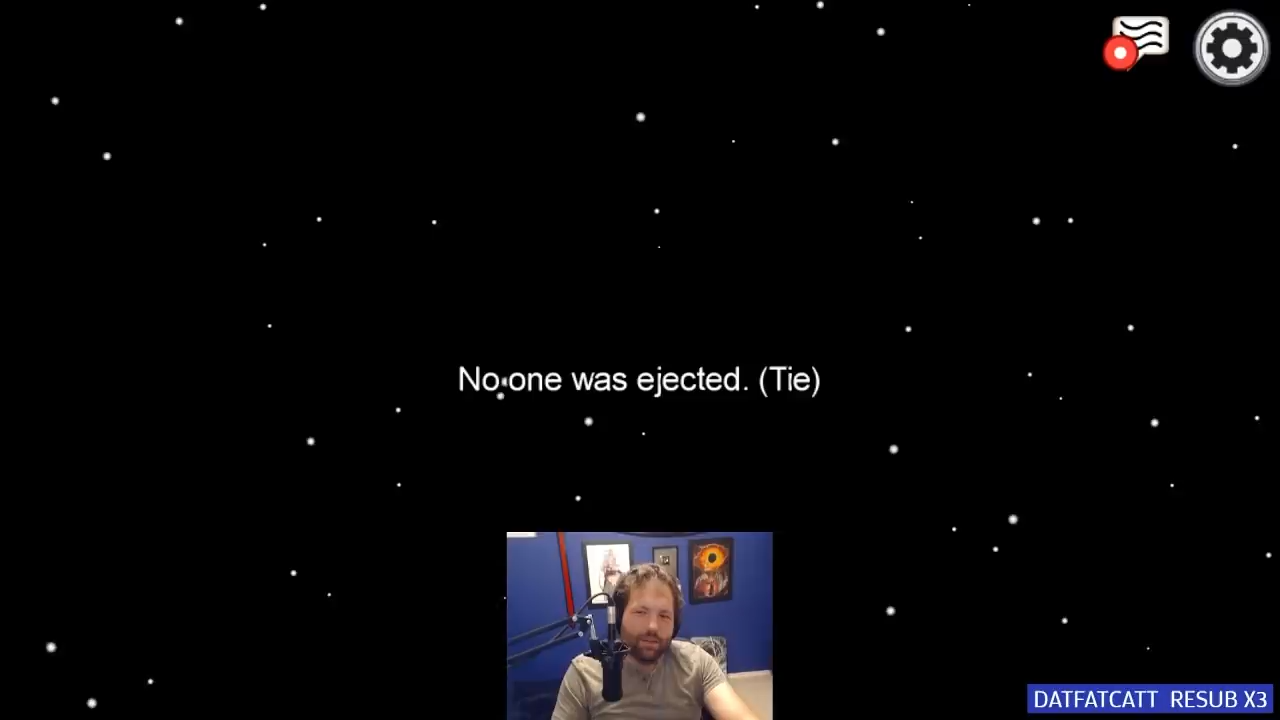 No one was ejected. (Tie)
DATFATCATT RESUB X3